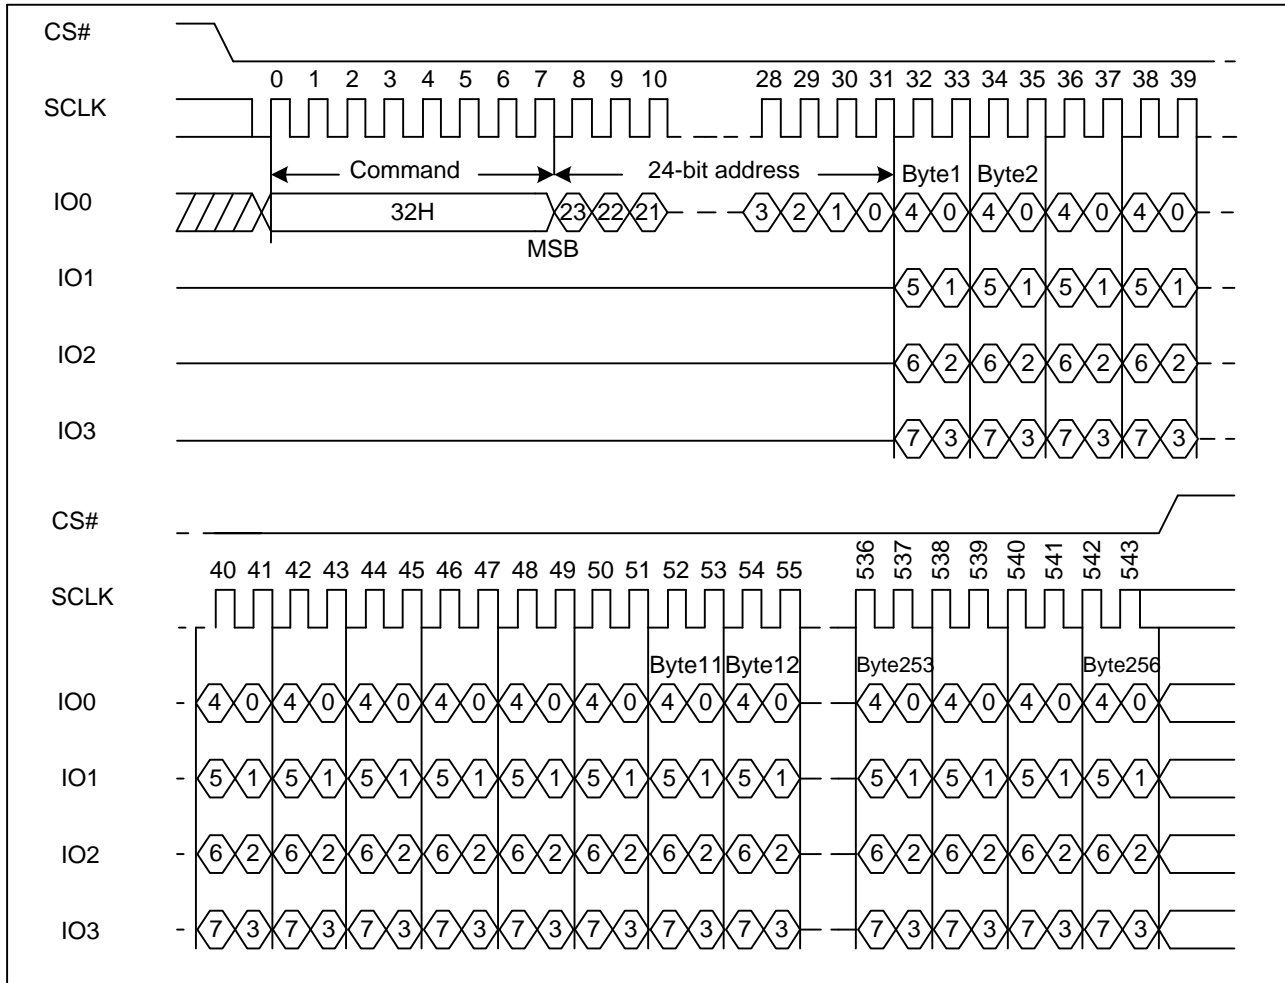 CS#
0 1 2 3 4 5 6 7 8 9 10 28 29 30 31 32 33 34 35 36 37 38 39
SCLK
Command 24-bit address Byte1 Byte2
IO0 32H 23 22 21 3 2 1 0 4 0 4 0 4 0 4 0
MSB
IO1 5 1 5 1 5 1 5 1
IO2 6 2 6 2 6 2 6 2
IO3 7 3 7 3 7 3 7 3
CS#
40 41 42 43 44 45 46 47 48 49 50 51 52 53 54 55 536 537 538 539 540 541 542 543
SCLK
Byte11 Byte12 Byte253 Byte256
IO0 4 0 4 0 4 0 4 0 4 0 4 0 4 0 4 0 4 0 4 0 4 0 4 0
IO1 5 1 5 1 5 1 5 1 5 1 5 1 5 1 5 1 5 1 5 1 5 1 5 1
IO2 6 2 6 2 6 2 6 2 6 2 6 2 6 2 6 2 6 2 6 2 6 2 6 2
IO3 7 3 7 3 7 3 7 3 7 3 7 3 7 3 7 3 7 3 7 3 7 3 7 3